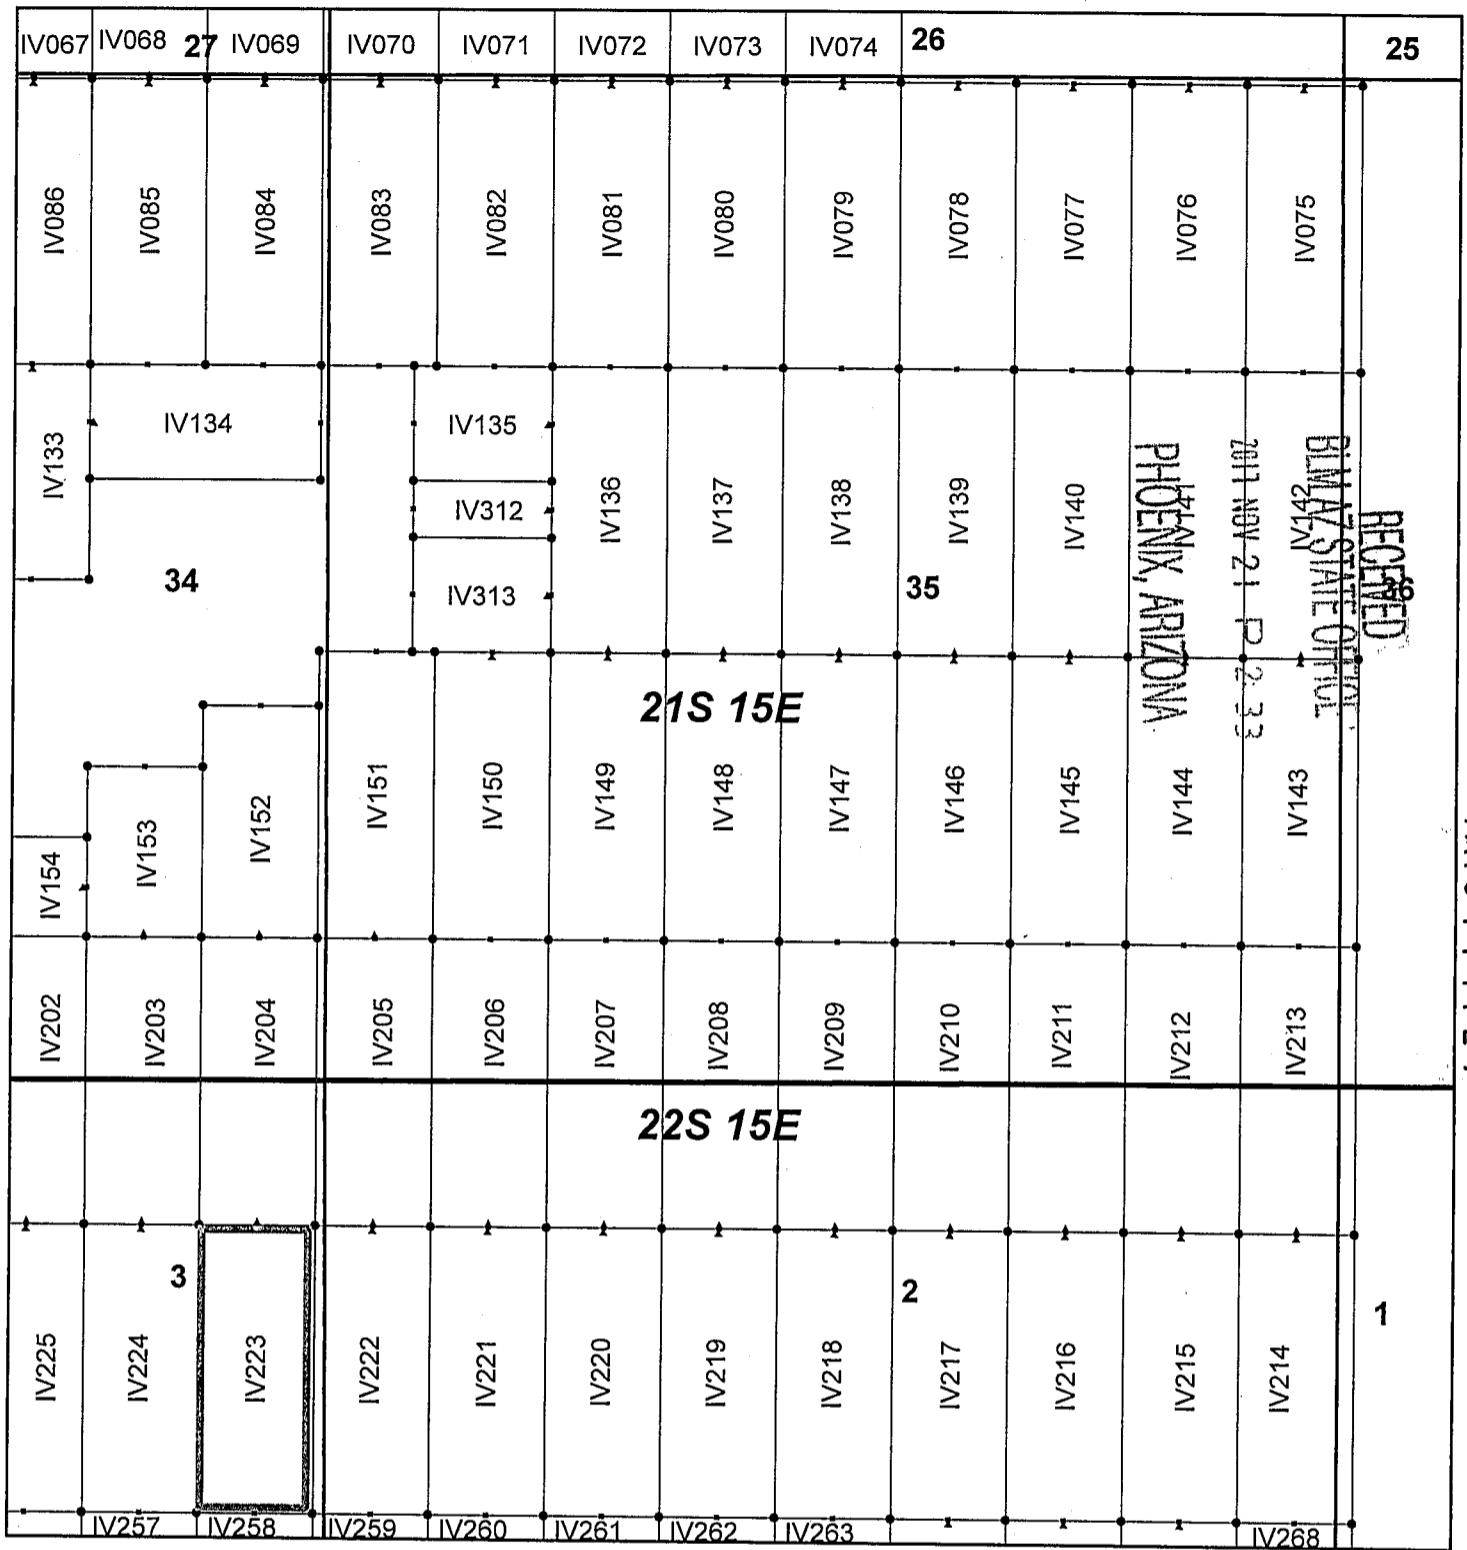 IV067 IV068 27 IV069 IV070 IV071 IV072 IV073 IV074 26 25
IV086 IV085 IV084 IV083 IV082 IV081 IV080 IV079 IV078 IV077 IV076 IV075
IV133 IV134 IV135 IV312 IV313 IV136 IV137 IV138 IV139 IV140 IV141 IV142
34 35 36
RECEIVED
BLM AZ STATE OFFICE
2017 NOV 21 P 2:33
PHOENIX, ARIZONA
21S 15E
IV154 IV153 IV152 IV151 IV150 IV149 IV148 IV147 IV146 IV145 IV144 IV143
IV202 IV203 IV204 IV205 IV206 IV207 IV208 IV209 IV210 IV211 IV212 IV213
22S 15E
3 2 1
IV225 IV224 IV223 IV222 IV221 IV220 IV219 IV218 IV217 IV216 IV215 IV214
IV257 IV258 IV259 IV260 IV261 IV262 IV263 IV268